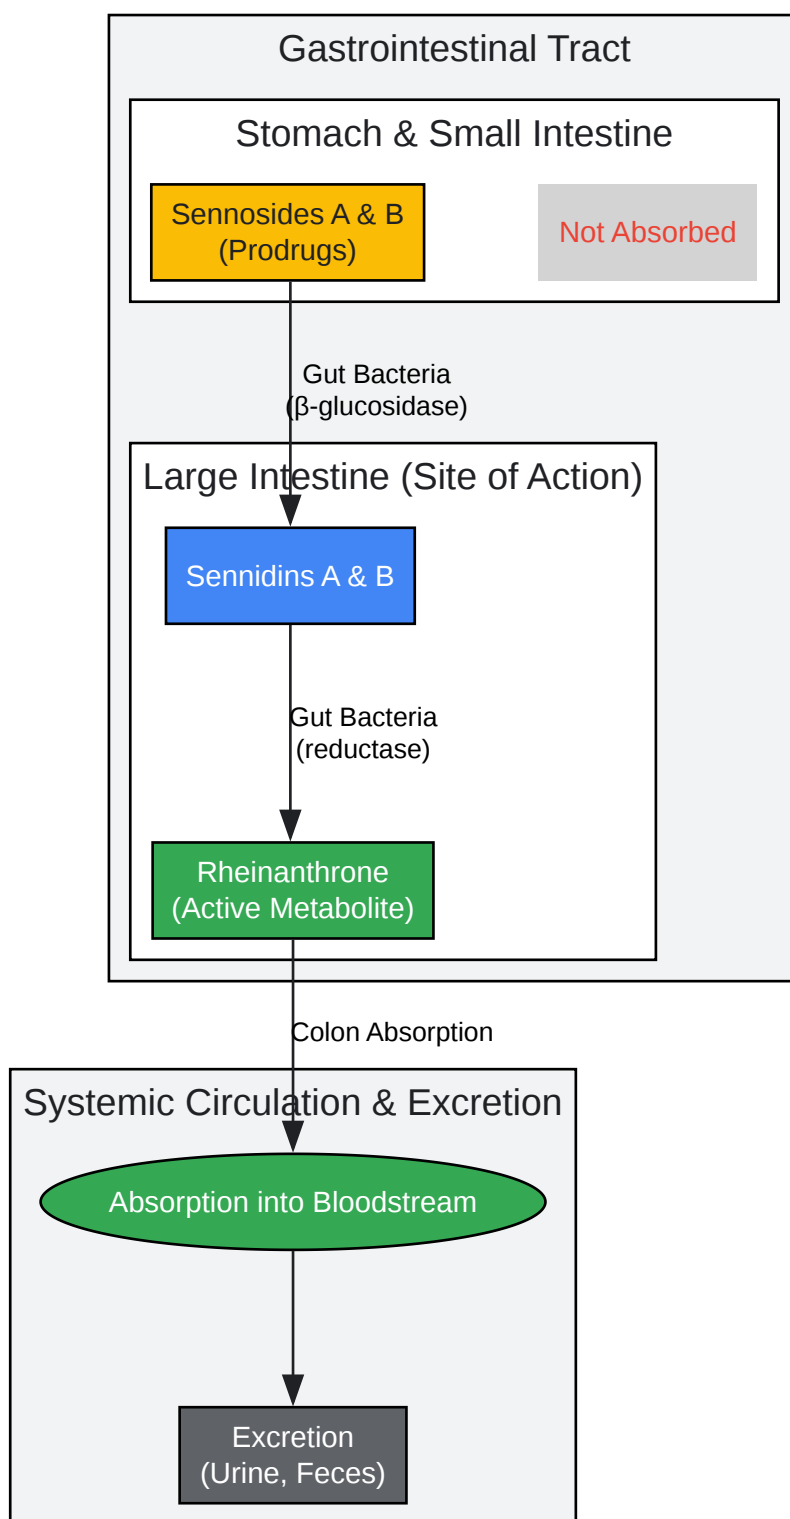 Gastrointestinal Tract
Stomach & Small Intestine
Sennosides A & B
(Prodrugs)
Not Absorbed
Gut Bacteria
(β-glucosidase)
Large Intestine (Site of Action)
Sennidins A & B
Gut Bacteria
(reductase)
Rheinanthrone
(Active Metabolite)
Colon Absorption
Systemic Circulation & Excretion
Absorption into Bloodstream
Excretion
(Urine, Feces)